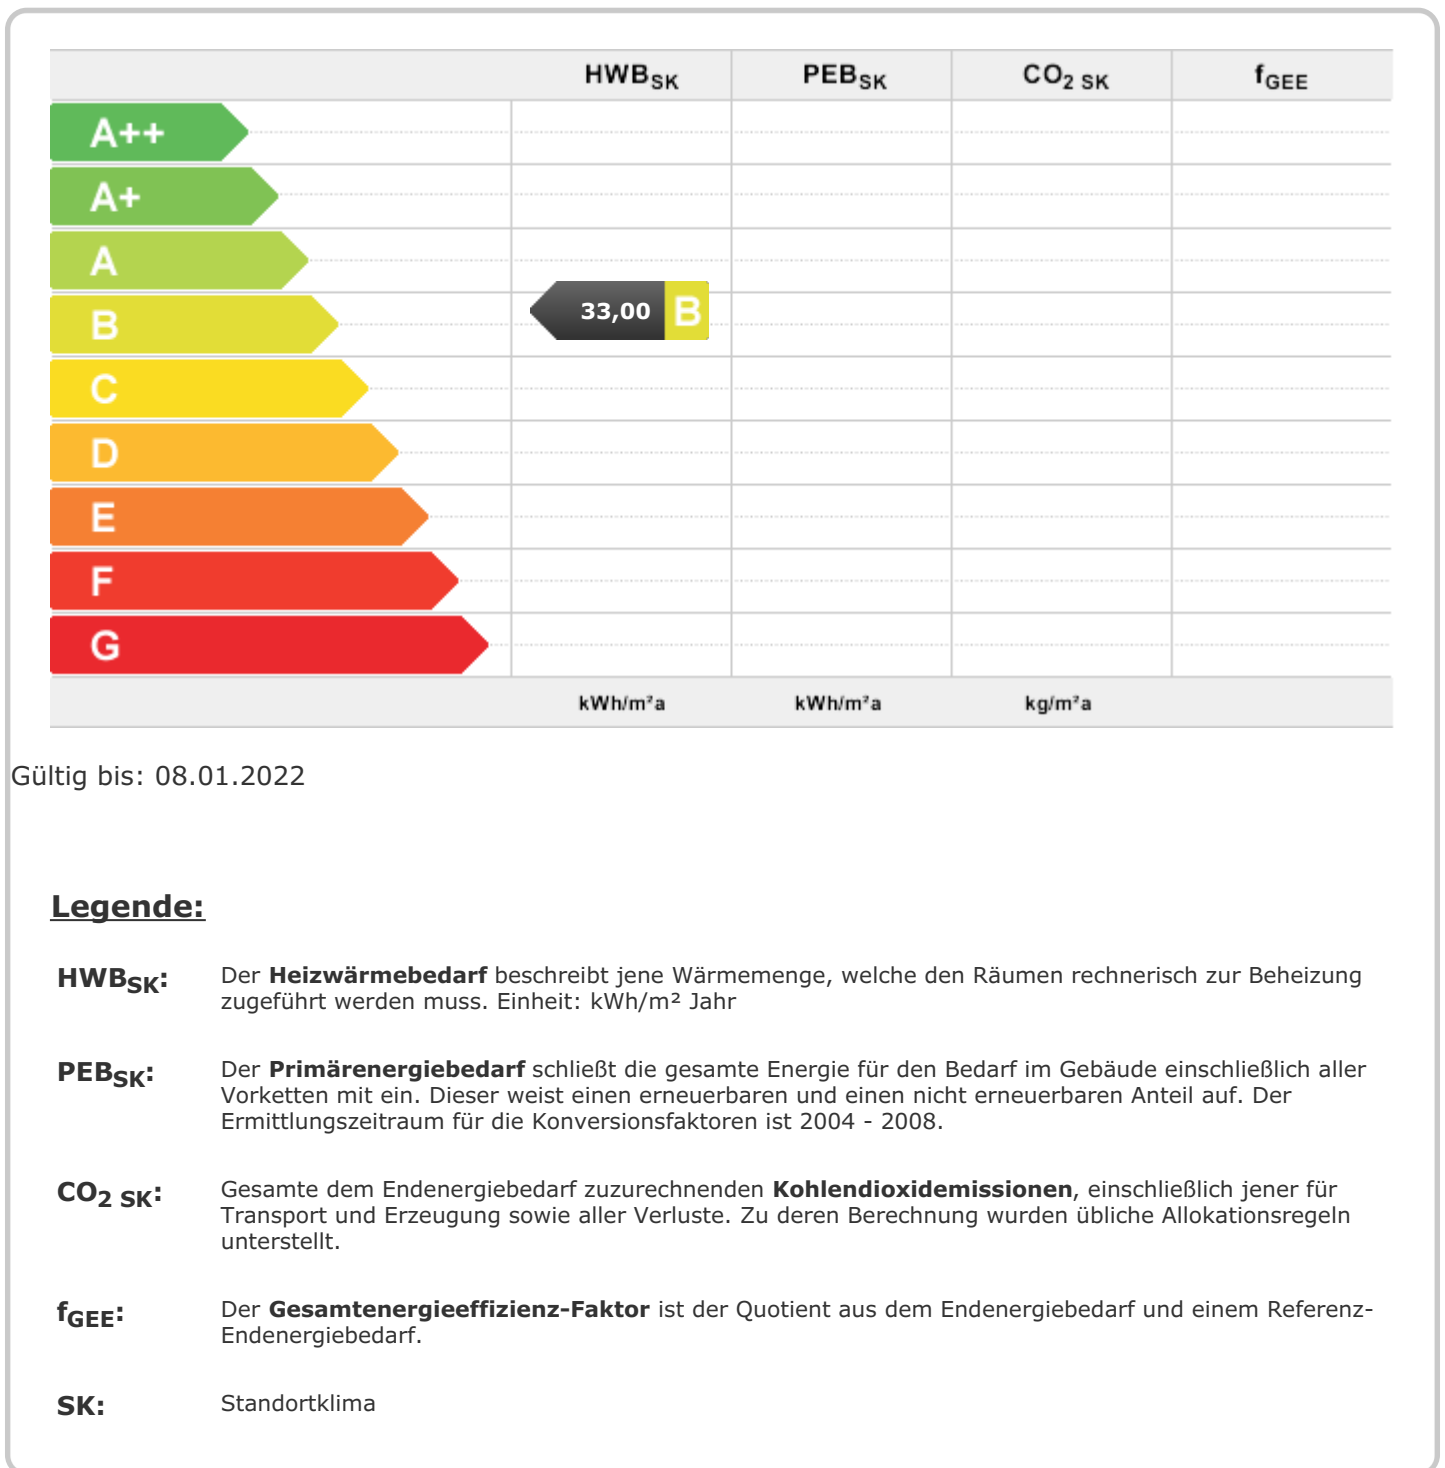 HWBSK PEBSK CO2 SK fGEE
A++
A+
A
33,00 B
B
C
D
E
F
G
kWh/m²a kWh/m²a kg/m²a
Gültig bis: 08.01.2022
Legende:
HWBSK: Der Heizwärmebedarf beschreibt jene Wärmemenge, welche den Räumen rechnerisch zur Beheizung
zugeführt werden muss. Einheit: kWh/m² Jahr
PEBSK: Der Primärenergiebedarf schließt die gesamte Energie für den Bedarf im Gebäude einschließlich aller
Vorketten mit ein. Dieser weist einen erneuerbaren und einen nicht erneuerbaren Anteil auf. Der
Ermittlungszeitraum für die Konversionsfaktoren ist 2004 - 2008.
CO2 SK: Gesamte dem Endenergiebedarf zuzurechnenden Kohlendioxidemissionen, einschließlich jener für
Transport und Erzeugung sowie aller Verluste. Zu deren Berechnung wurden übliche Allokationsregeln
unterstellt.
fGEE: Der Gesamtenergieeffizienz-Faktor ist der Quotient aus dem Endenergiebedarf und einem Referenz-
Endenergiebedarf.
SK: Standortklima